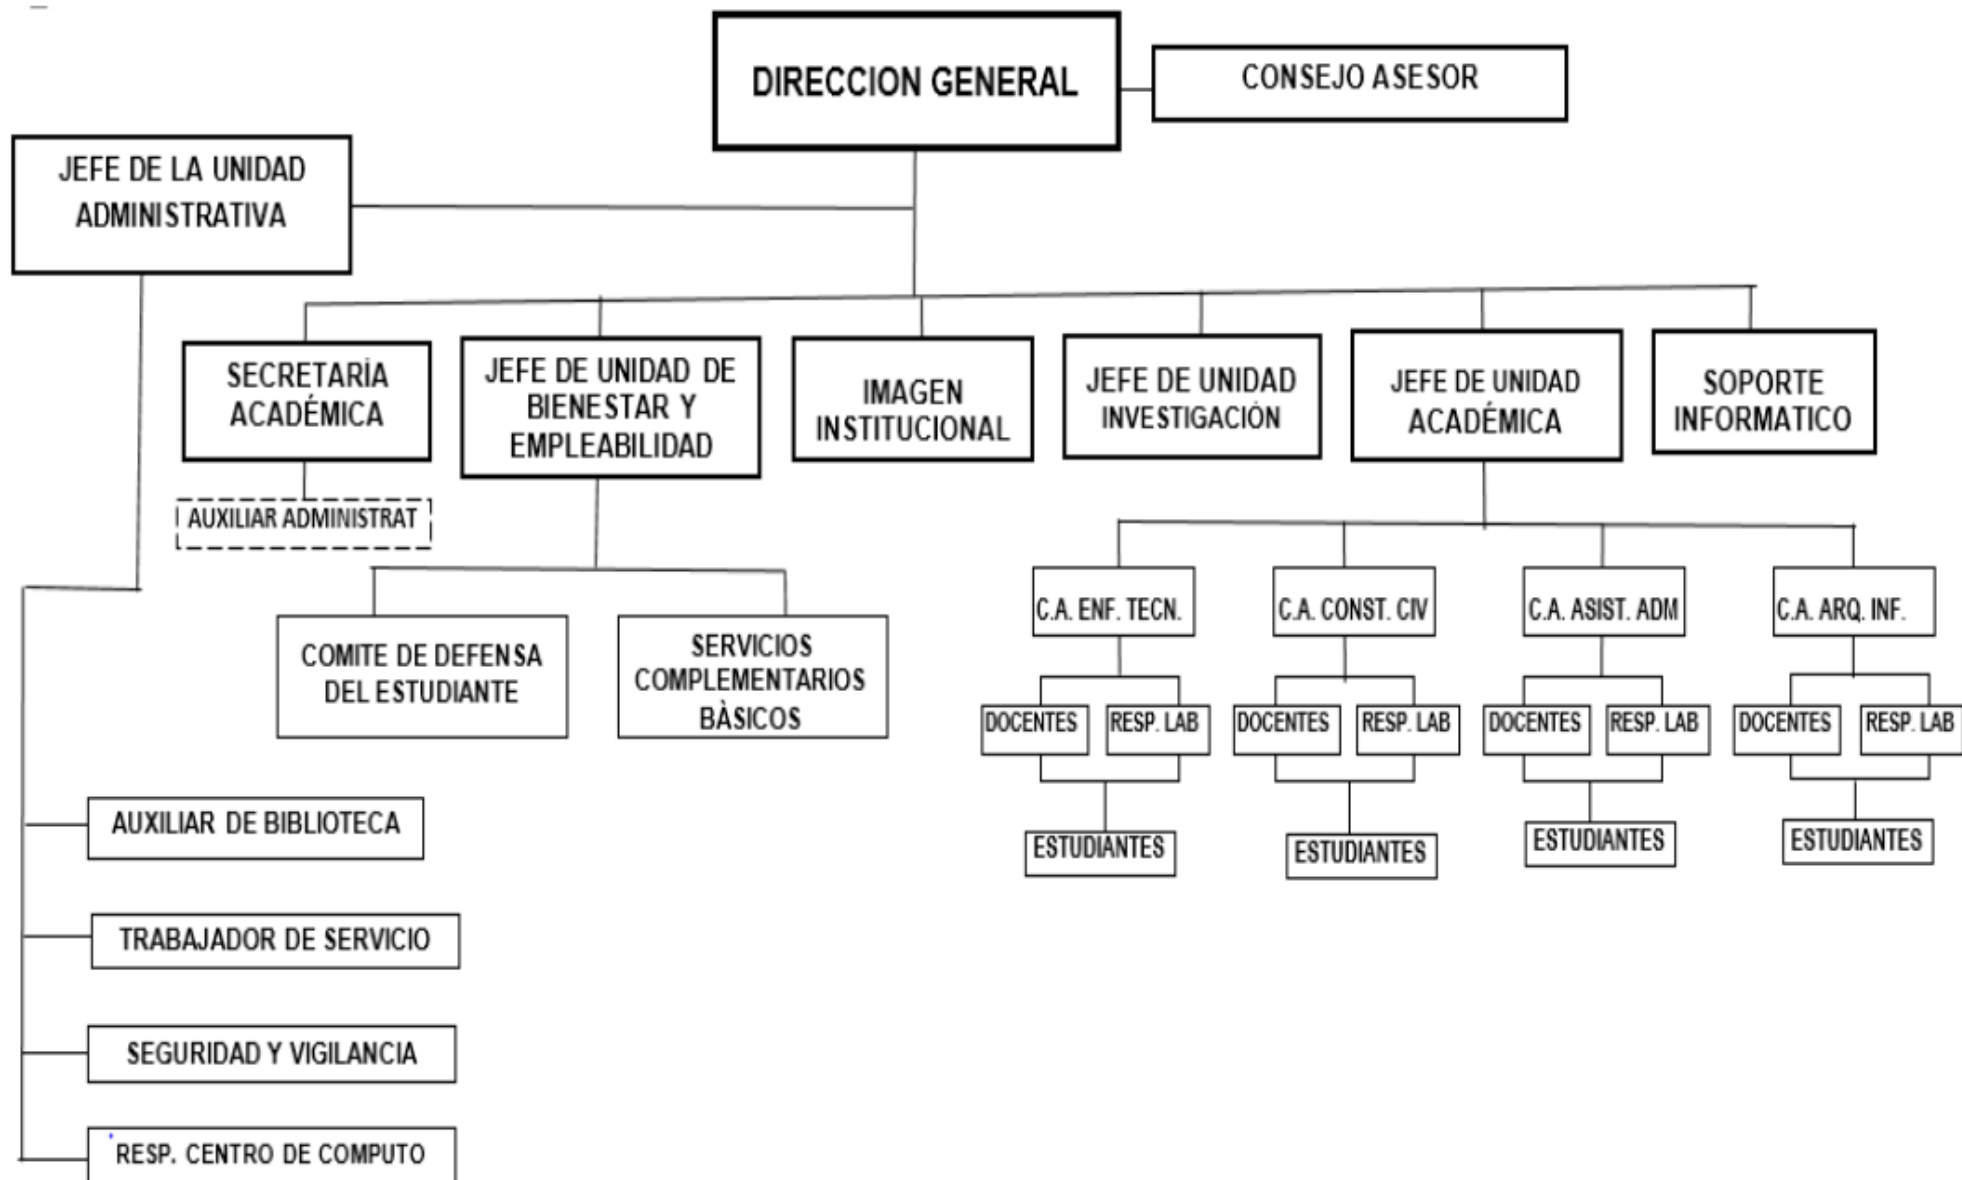 DIRECCION GENERAL
CONSEJO ASESOR
JEFE DE LA UNIDAD
ADMINISTRATIVA
SECRETARÍA
ACADÉMICA
JEFE DE UNIDAD DE
BIENESTAR Y
EMPLEABILIDAD
IMAGEN
INSTITUCIONAL
JEFE DE UNIDAD
INVESTIGACIÓN
JEFE DE UNIDAD
ACADÉMICA
SOPORTE
INFORMATICO
AUXILIAR ADMINISTRAT
COMITE DE DEFENSA
DEL ESTUDIANTE
SERVICIOS
COMPLEMENTARIOS
BÀSICOS
C.A. ENF. TECN.
C.A. CONST. CIV
C.A. ASIST. ADM
C.A. ARQ. INF.
DOCENTES
RESP. LAB
DOCENTES
RESP. LAB
DOCENTES
RESP. LAB
DOCENTES
RESP. LAB
ESTUDIANTES
ESTUDIANTES
ESTUDIANTES
ESTUDIANTES
AUXILIAR DE BIBLIOTECA
TRABAJADOR DE SERVICIO
SEGURIDAD Y VIGILANCIA
RESP. CENTRO DE COMPUTO